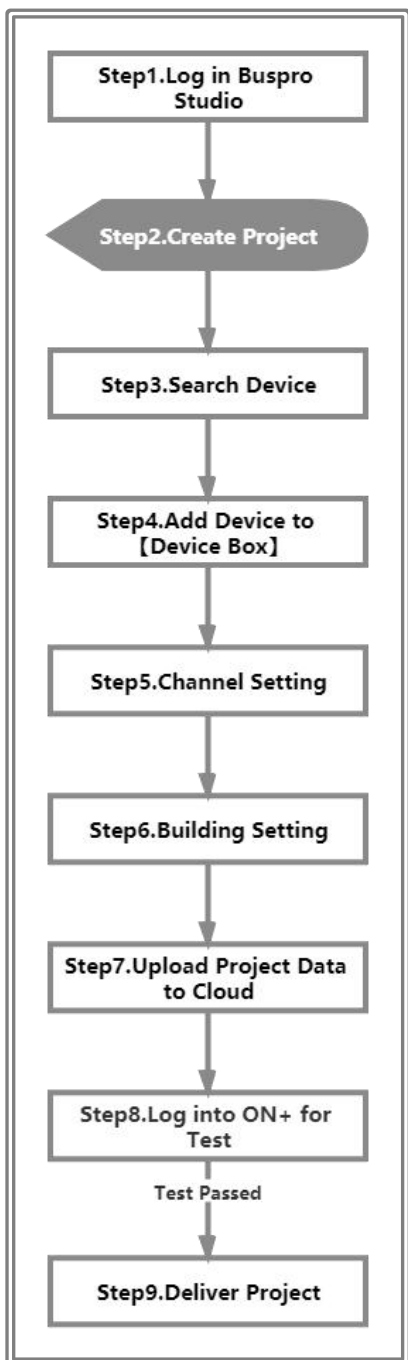 Step1.Log in Buspro
Studio
Step2.Create Project
Step3.Search Device
Step4.Add Device to
【Device Box】
Step5.Channel Setting
Step6.Building Setting
Step7.Upload Project Data
to Cloud
Step8.Log into ON+ for
Test
Test Passed
Step9.Deliver Project